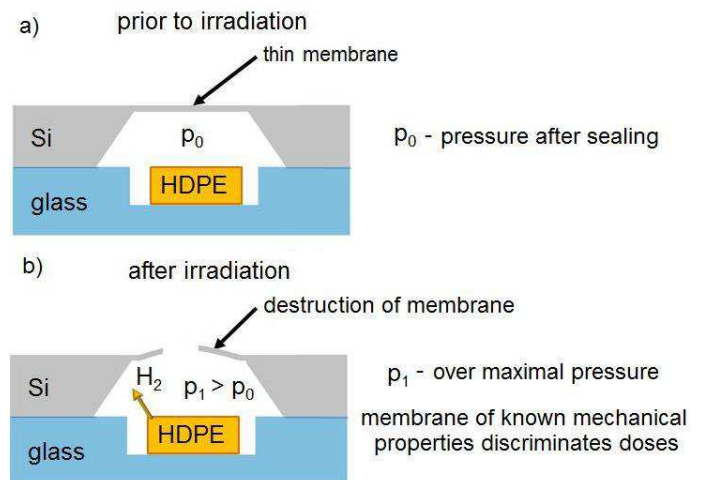 a)
prior to irradiation
thin membrane
Si
p₀
p₀ - pressure after sealing
HDPE
glass
b)
after irradiation
destruction of membrane
Si
H₂
p₁ > p₀
p₁ - over maximal pressure
membrane of known mechanical
properties discriminates doses
HDPE
glass